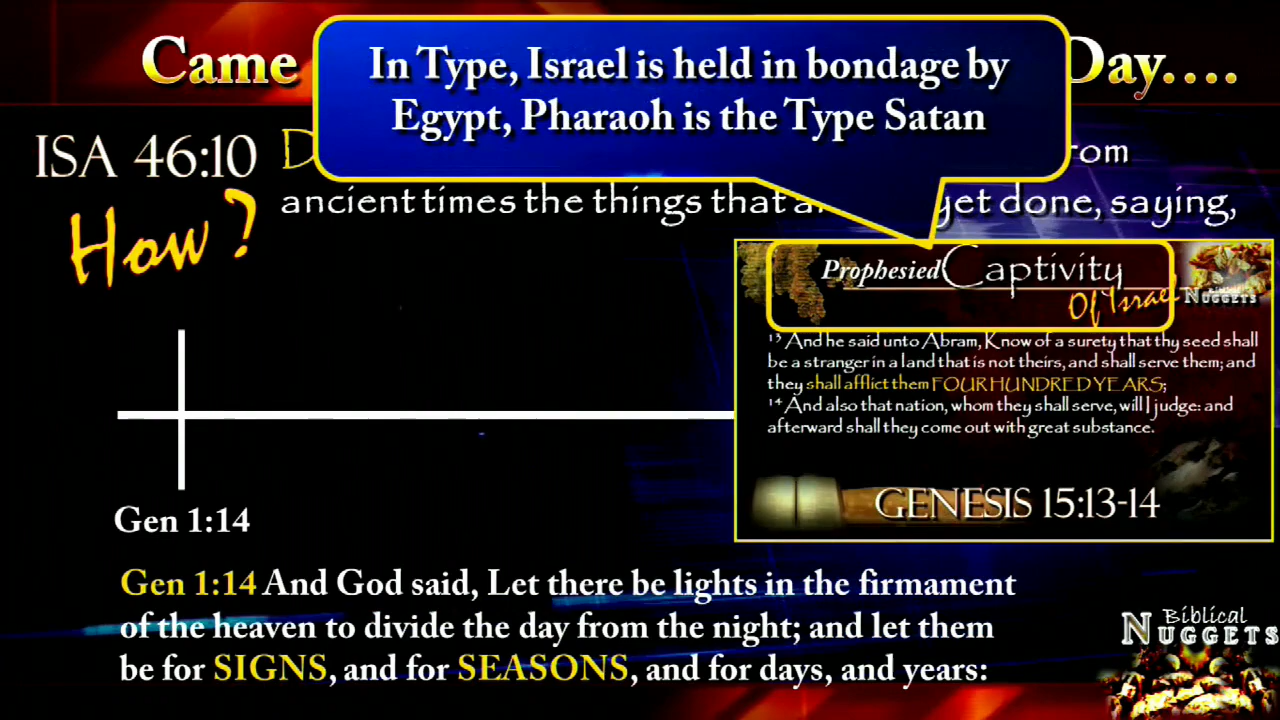 Came
Day....
In Type, Israel is held in bondage by
Egypt, Pharaoh is the Type Satan
ISA 46:10
How?
ancient times the things that
yet done, saying,
Prophesied Captivity
Of Israel
Biblical
NUGGETS
13 And he said unto Abram, Know of a surety that thy seed shall
be a stranger in a land that is not theirs, and shall serve them; and
they shall afflict them FOUR HUNDRED YEARS;
14 And also that nation, whom they shall serve, will I judge: and
afterward shall they come out with great substance.
GENESIS 15:13-14
Gen 1:14
Gen 1:14 And God said, Let there be lights in the firmament
of the heaven to divide the day from the night; and let them
be for SIGNS, and for SEASONS, and for days, and years:
Biblical
NUGGETS